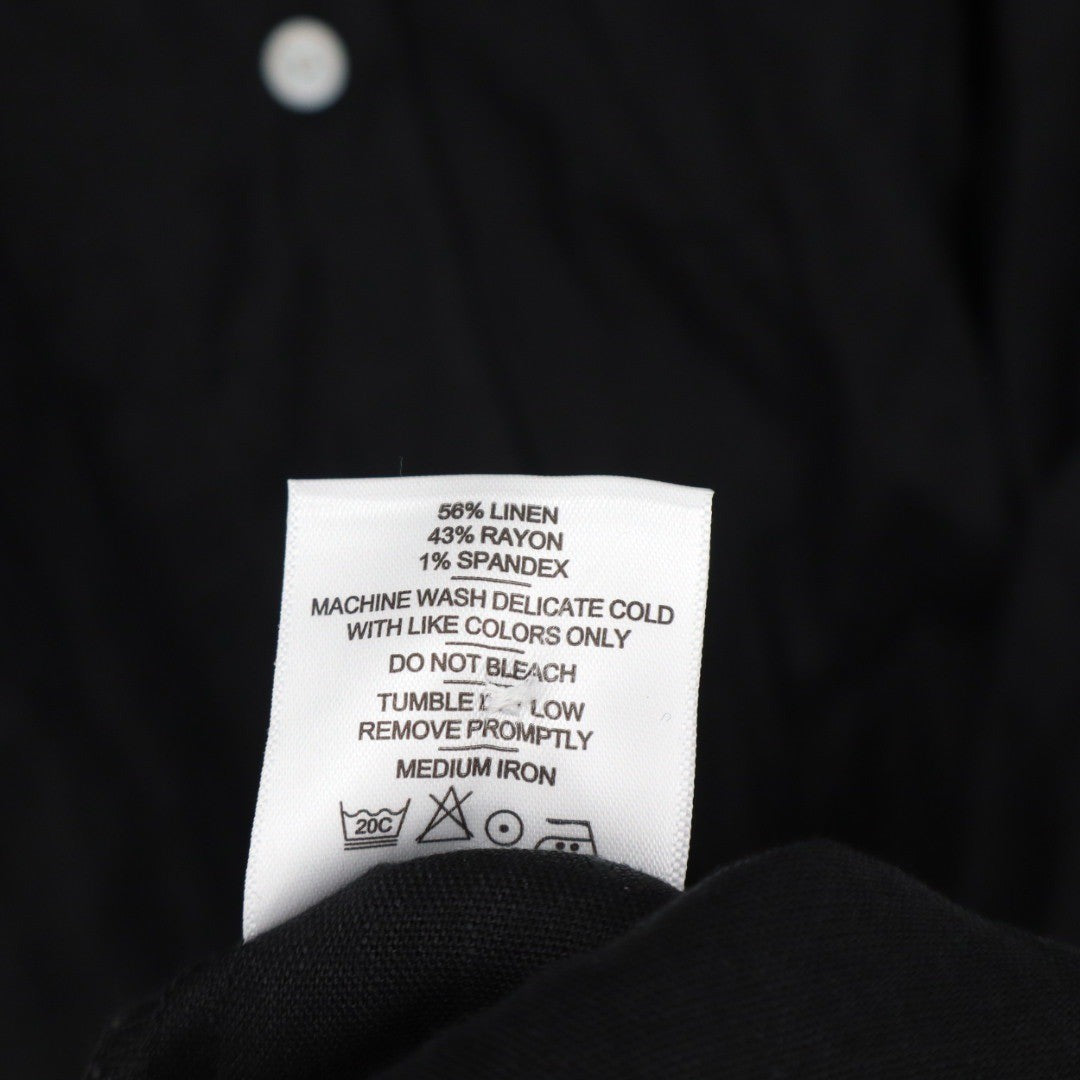 56% LINEN
43% RAYON
1% SPANDEX
MACHINE WASH DELICATE COLD
WITH LIKE COLORS ONLY
DO NOT BLEACH
TUMBLE LOW
REMOVE PROMPTLY
MEDIUM IRON
20C